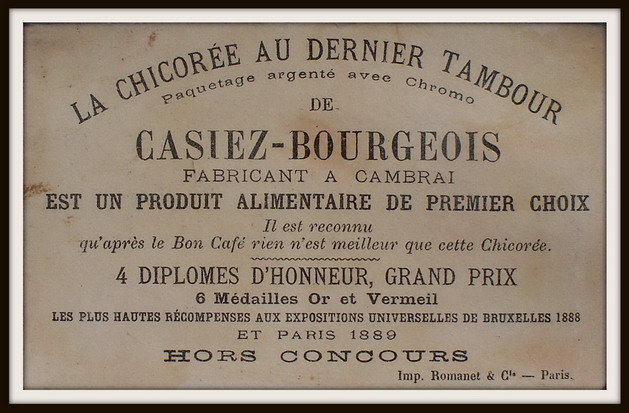 LA CHICORÉE AU DERNIER TAMBOUR
Paquetage argenté avec Chromo
DE
CASIEZ-BOURGEOIS
FABRICANT A CAMBRAI
EST UN PRODUIT ALIMENTAIRE DE PREMIER CHOIX
Il est reconnu
qu'après le Bon Café rien n'est meilleur que cette Chicorée.
4 DIPLOMES D'HONNEUR, GRAND PRIX
6 Médailles Or et Vermeil
LES PLUS HAUTES RÉCOMPENSES AUX EXPOSITIONS UNIVERSELLES DE BRUXELLES 1888
ET PARIS 1889
HORS CONCOURS
Imp. Romanet & Cie — Paris.